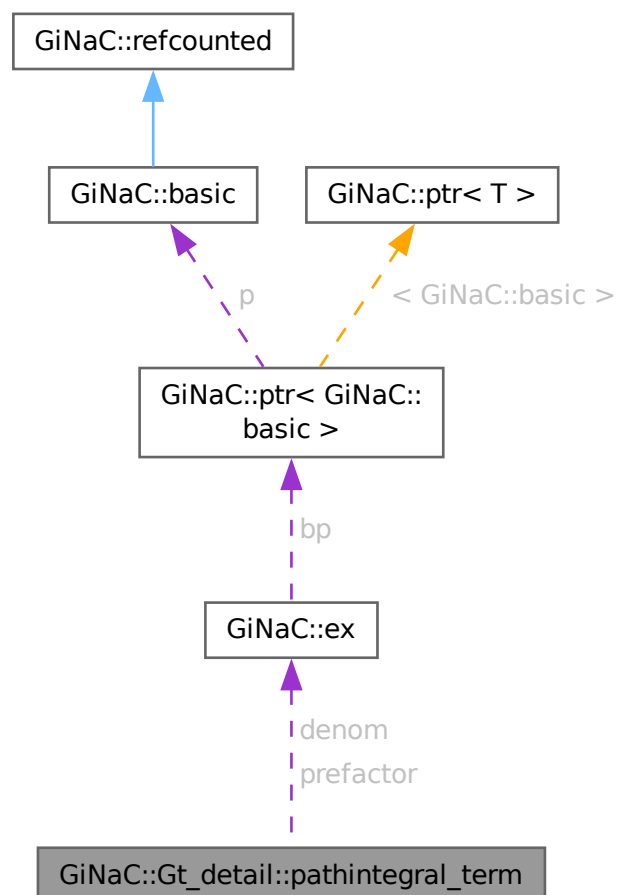 GiNaC::refcounted
GiNaC::basic
GiNaC::ptr< T >
p
< GiNaC::basic >
GiNaC::ptr< GiNaC::
basic >
bp
GiNaC::ex
denom
prefactor
GiNaC::Gt_detail::pathintegral_term